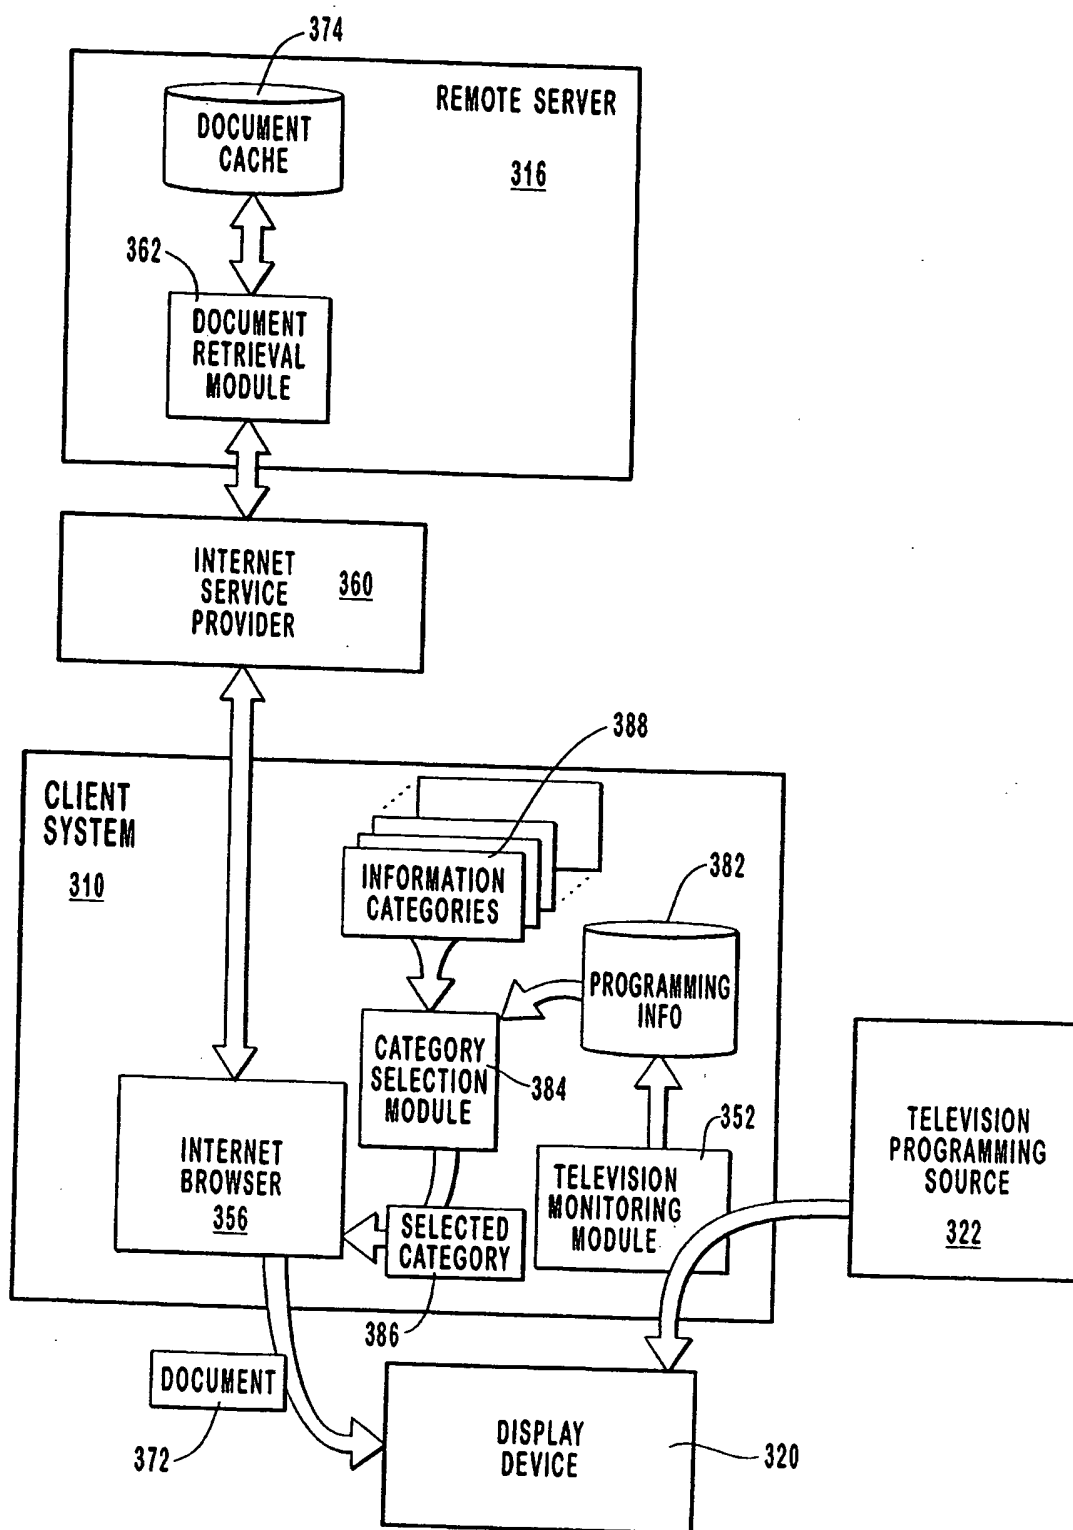 374
REMOTE SERVER
316
DOCUMENT
CACHE
362
DOCUMENT
RETRIEVAL
MODULE
INTERNET
SERVICE
PROVIDER
360
388
CLIENT
SYSTEM
310
INFORMATION
CATEGORIES
382
PROGRAMMING
INFO
CATEGORY
SELECTION
MODULE
384
352
INTERNET
BROWSER
356
TELEVISION
MONITORING
MODULE
SELECTED
CATEGORY
TELEVISION
PROGRAMMING
SOURCE
322
386
DOCUMENT
372
DISPLAY
DEVICE
320